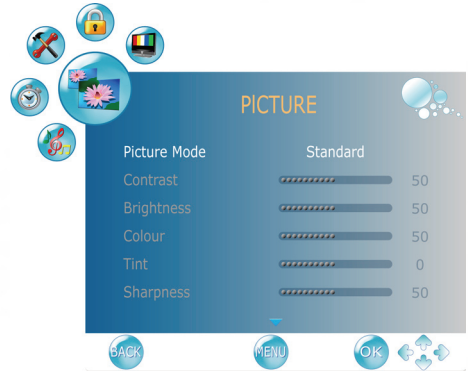 PICTURE
Picture Mode Standard
Contrast 50
Brightness 50
Colour 50
Tint 0
Sharpness 50
BACK MENU OK